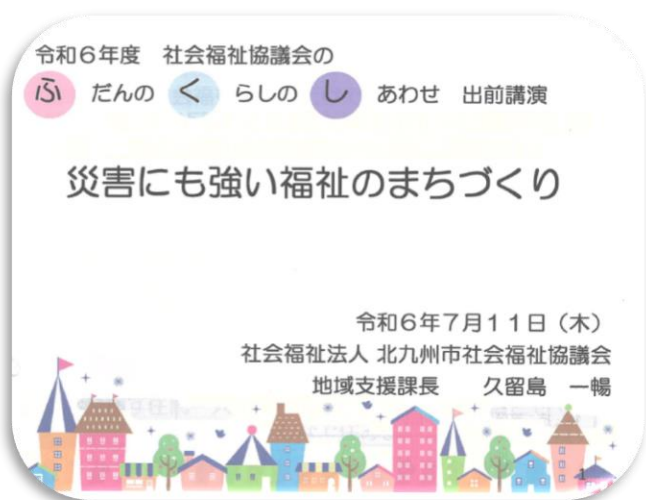 令和６年度　社会福祉協議会の
ふ だんの く らしの し あわせ 出前講演
災害にも強い福祉のまちづくり
令和６年７月１１日（木）
社会福祉法人 北九州市社会福祉協議会
地域支援課長　　久留島　一暢
1